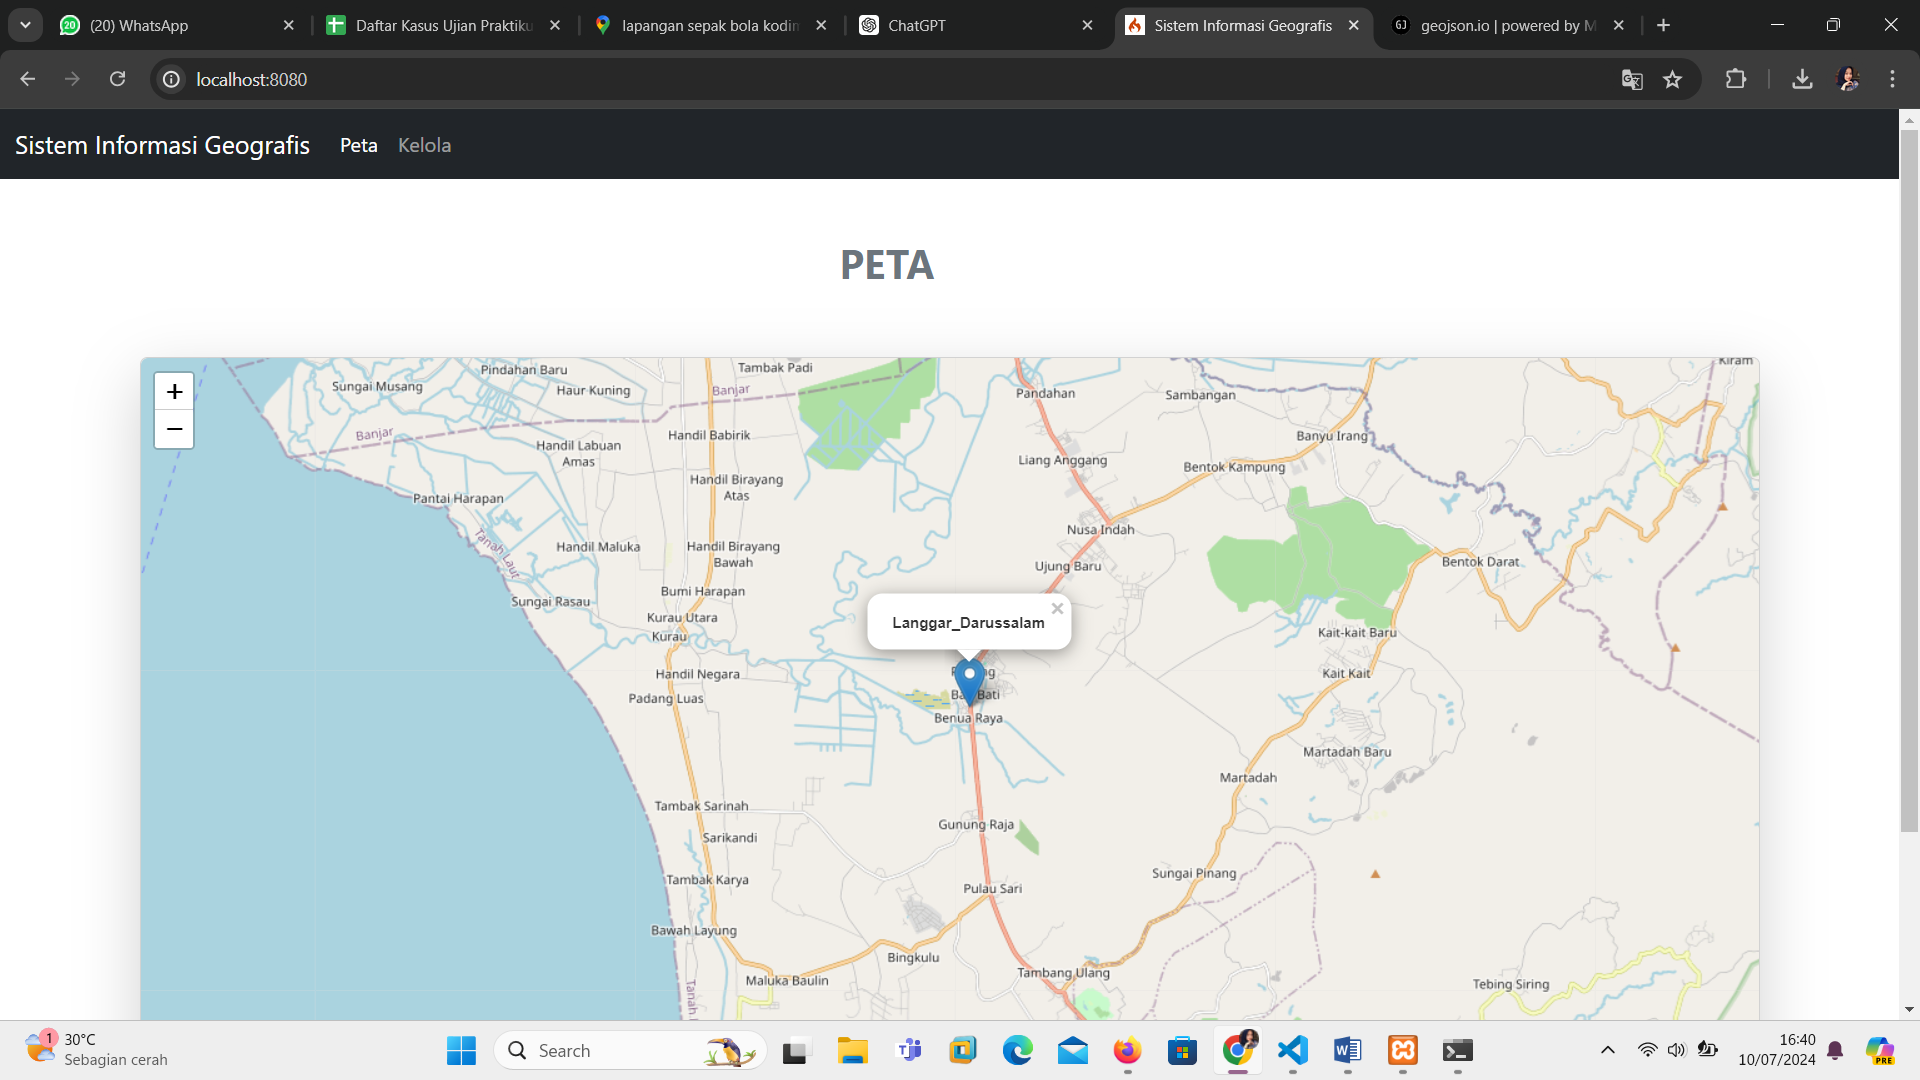 (20) WhatsApp
Daftar Kasus Ujian Praktiku
lapangan sepak bola kodin
ChatGPT
Sistem Informasi Geografis
geojson.io | powered by M
localhost:8080
Sistem Informasi Geografis
Peta
Kelola
PETA
+
−
Sungai Musang
Pindahan Baru
Haur Kuning
Tambak Padi
Banjar
Pandahan
Sambangan
Kiram
Banjar
Handil Labuan
Amas
Handil Babirik
Handil Birayang
Atas
Liang Anggang
Bentok Kampung
Banyu Irang
Pantai Harapan
Tanah Laut
Handil Maluka
Handil Birayang
Bawah
Nusa Indah
Ujung Baru
Bentok Darat
Sungai Rasau
Bumi Harapan
Kurau Utara
Kurau
Langgar_Darussalam
×
Kait-kait Baru
Handil Negara
Padang Luas
Bati
Benua Raya
Kait Kait
Martadah Baru
Martadah
Tambak Sarinah
Sarikandi
Gunung Raja
Tambak Karya
Pulau Sari
Sungai Pinang
Bawah Layung
Bingkulu
Maluka Baulin
Tambang Ulang
Tebing Siring
1
30°C
Sebagian cerah
Search
PRE
16:40
10/07/2024